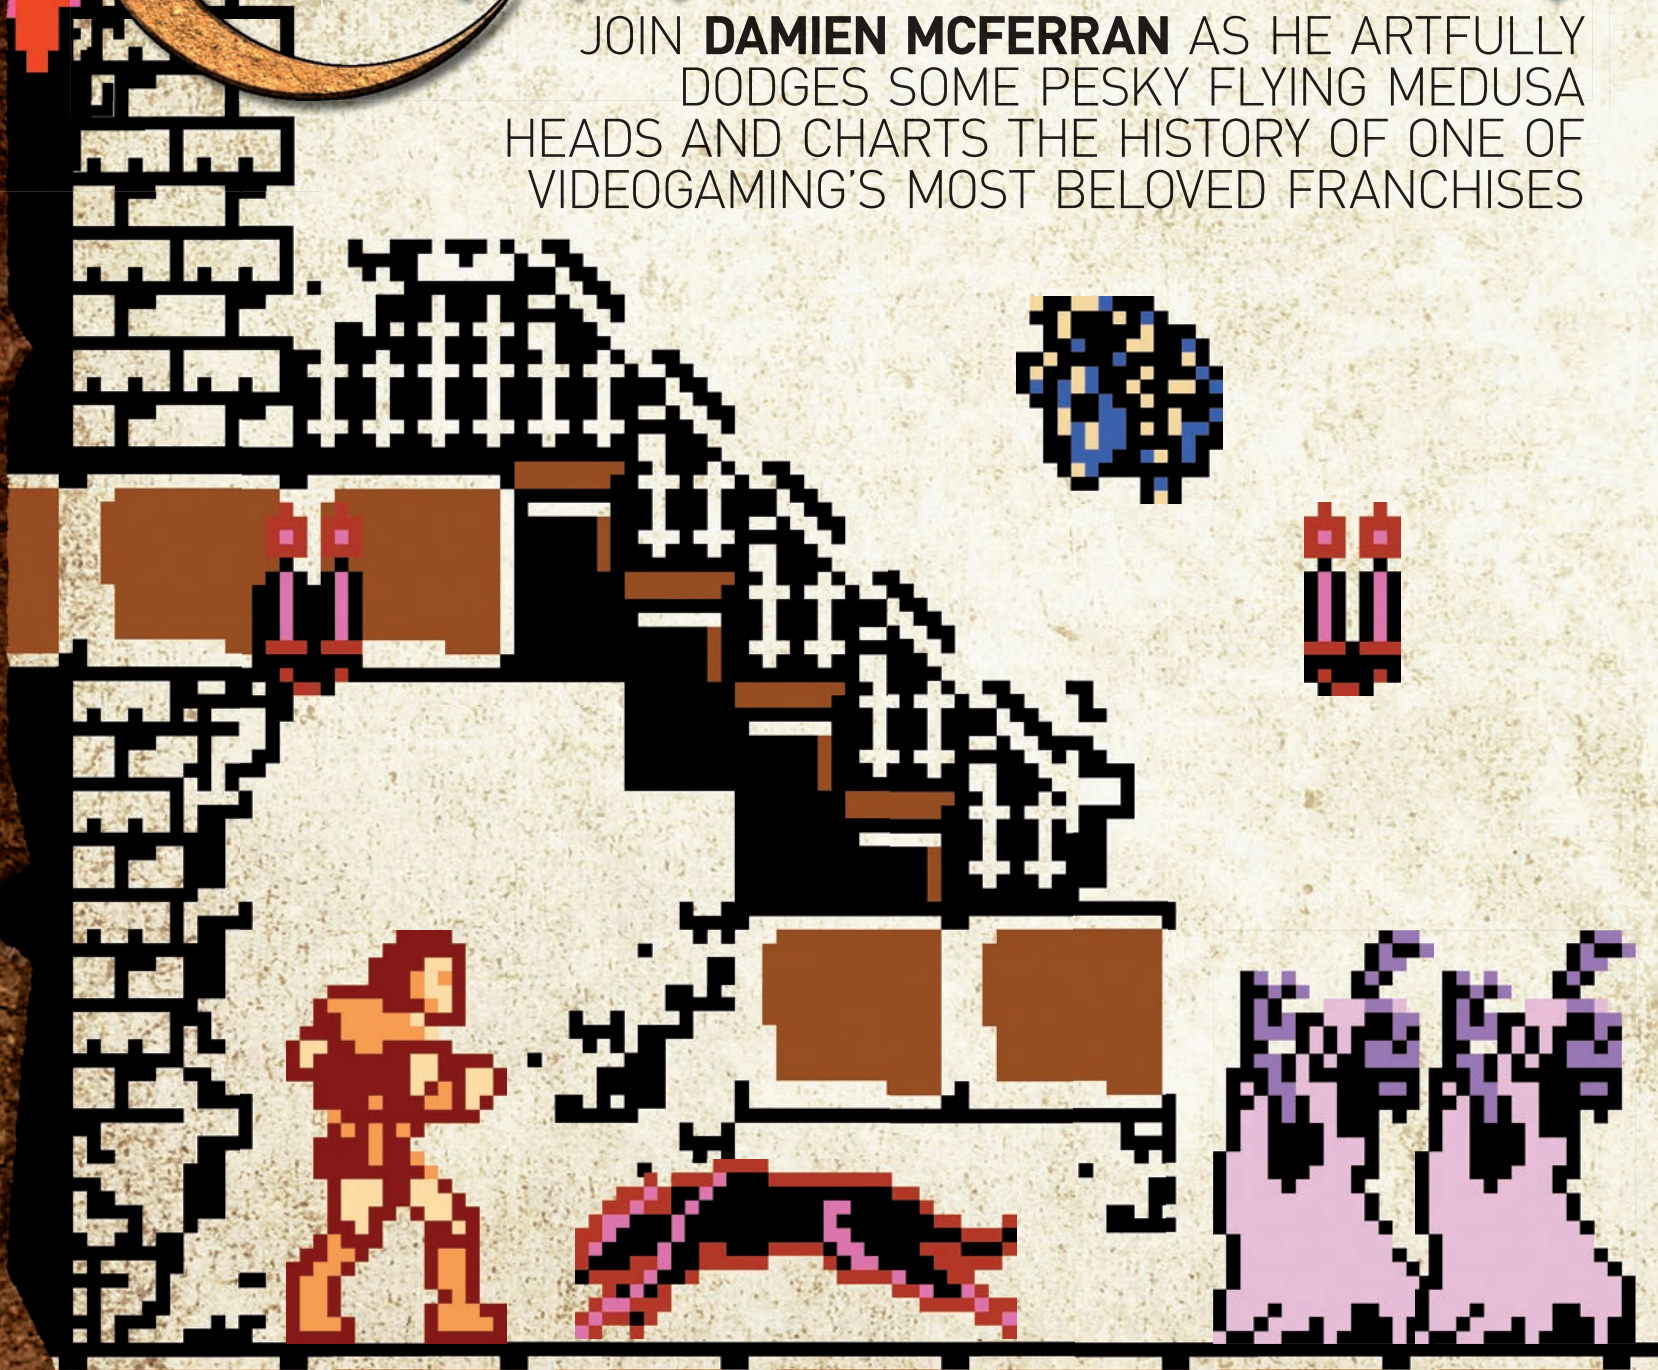 JOIN DAMIEN MCFERRAN AS HE ARTFULLY
DODGES SOME PESKY FLYING MEDUSA
HEADS AND CHARTS THE HISTORY OF ONE OF
VIDEOGAMING'S MOST BELOVED FRANCHISES